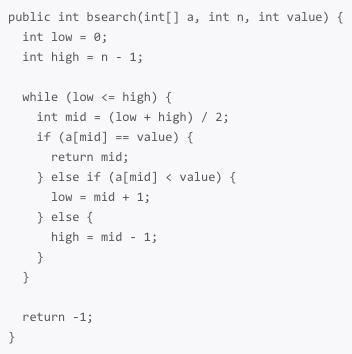 public int bsearch(int[] a, int n, int value) {
  int low = 0;
  int high = n - 1;

  while (low <= high) {
    int mid = (low + high) / 2;
    if (a[mid] == value) {
      return mid;
    } else if (a[mid] < value) {
      low = mid + 1;
    } else {
      high = mid - 1;
    }
  }

  return -1;
}